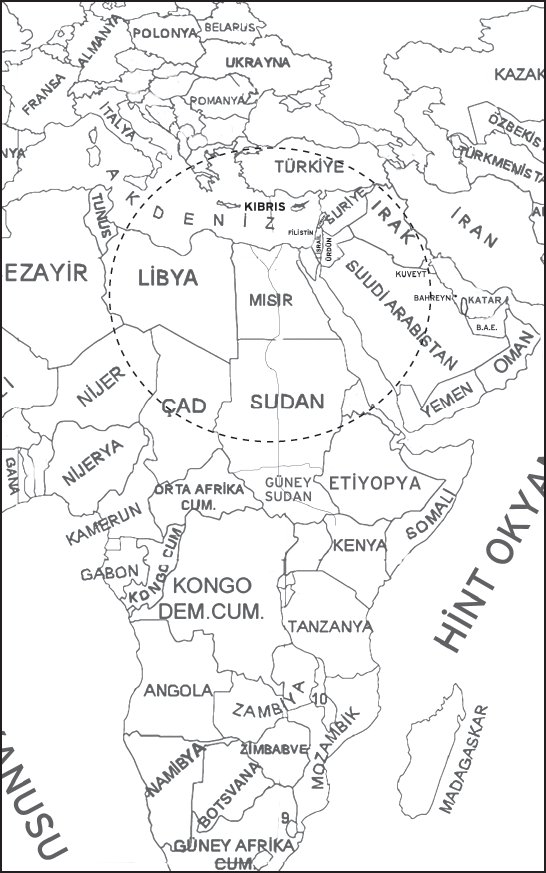 POLONYA
BELARUS
ALMANYA
UKRAYNA
KAZAK
FRANSA
ROMANYA
İTALYA
ÖZBEKİS
NYA
TÜRKMENİSTA
TÜRKİYE
AKDENİZ
KIBRIS
SURİYE
IRAK
İRAN
TUNUS
FİLİSTİN
İSRAİL
ÜRDÜN
EZAYİR
LİBYA
MISIR
KUVEYT
SUUDİ ARABİSTAN
BAHREYN
KATAR
B.A.E.
OMAN
YEMEN
Lİ
NİJER
ÇAD
SUDAN
NİJERYA
GANA
ORTA AFRİKA
CUM.
GÜNEY
SUDAN
ETİYOPYA
SOMALİ
KAMERUN
GABON
KONGO CUM.
KENYA
HİNT OKYAN
KONGO
DEM.CUM.
TANZANYA
ANGOLA
ZAMBİYA
10
MOZAMBİK
MADAGASKAR
ZİMBABVE
NAMİBYA
BOTSVANA
9
GÜNEY AFRİKA
CUM.
YANUSU